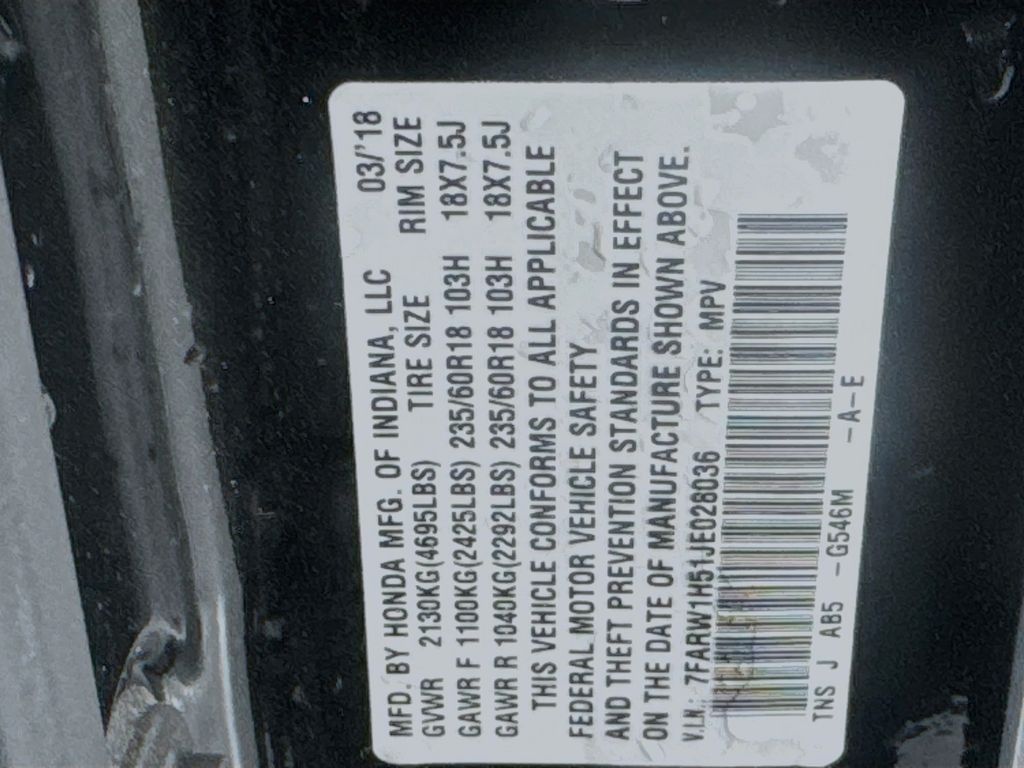 MFD. BY HONDA MFG. OF INDIANA, LLC 03/'18
GVWR 2130KG(4695LBS) TIRE SIZE RIM SIZE
GAWR F 1100KG(2425LBS) 235/60R18 103H 18X7.5J
GAWR R 1040KG(2292LBS) 235/60R18 103H 18X7.5J
THIS VEHICLE CONFORMS TO ALL APPLICABLE
FEDERAL MOTOR VEHICLE SAFETY
AND THEFT PREVENTION STANDARDS IN EFFECT
ON THE DATE OF MANUFACTURE SHOWN ABOVE.
V.I.N.: 7FARW1H51JE028036 TYPE: MPV
TNS J AB5 -G546M -A-E